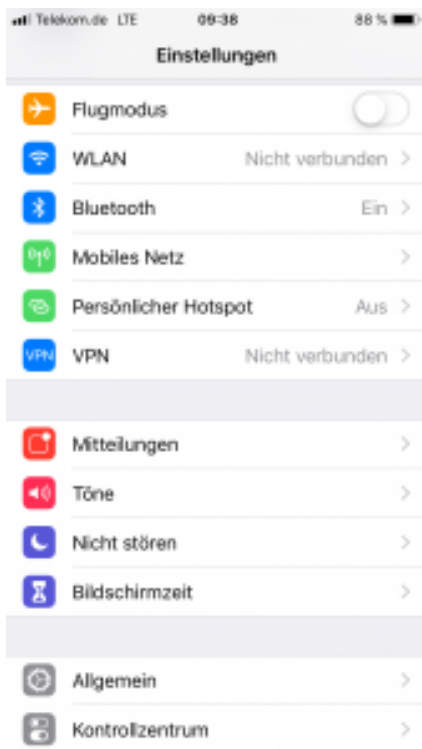 Telekom.de LTE 09:38 88 %
Einstellungen
Flugmodus
WLAN Nicht verbunden
Bluetooth Ein
Mobiles Netz
Persönlicher Hotspot Aus
VPN VPN Nicht verbunden
Mitteilungen
Töne
Nicht stören
Bildschirmzeit
Allgemein
Kontrollzentrum